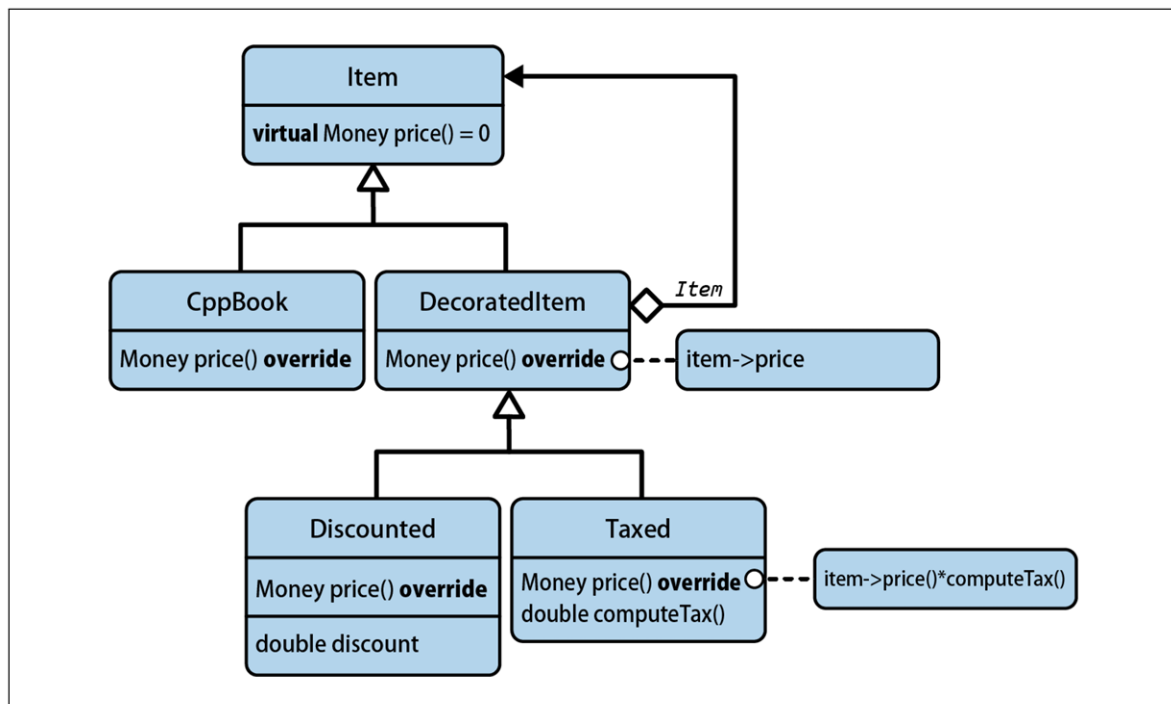 Item
virtual Money price() = 0
CppBook
Money price() override
DecoratedItem
Money price() override
Item
item->price
Discounted
Money price() override
double discount
Taxed
Money price() override
double computeTax()
item->price()*computeTax()